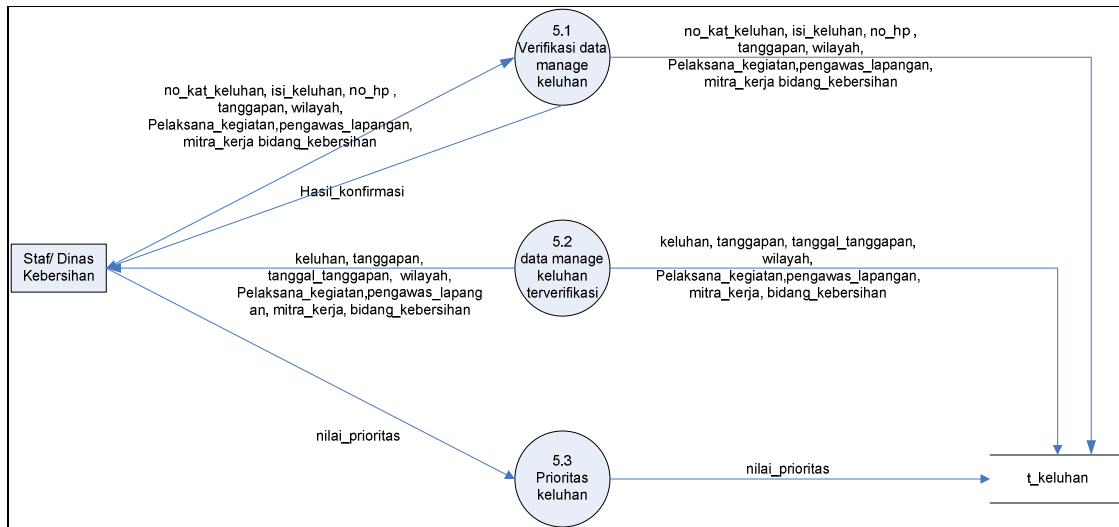 5.1
Verifikasi data
manage
keluhan
no_kat_keluhan, isi_keluhan, no_hp ,
tanggapan, wilayah,
Pelaksana_kegiatan,pengawas_lapangan,
mitra_kerja bidang_kebersihan
no_kat_keluhan, isi_keluhan, no_hp ,
tanggapan, wilayah,
Pelaksana_kegiatan,pengawas_lapangan,
mitra_kerja bidang_kebersihan
Hasil_konfirmasi
Staf/ Dinas
Kebersihan
keluhan, tanggapan,
tanggal_tanggapan, wilayah,
Pelaksana_kegiatan,pengawas_lapang
an, mitra_kerja, bidang_kebersihan
5.2
data manage
keluhan
terverifikasi
keluhan, tanggapan, tanggal_tanggapan,
wilayah,
Pelaksana_kegiatan,pengawas_lapangan,
mitra_kerja, bidang_kebersihan
nilai_prioritas
5.3
Prioritas
keluhan
nilai_prioritas
t_keluhan